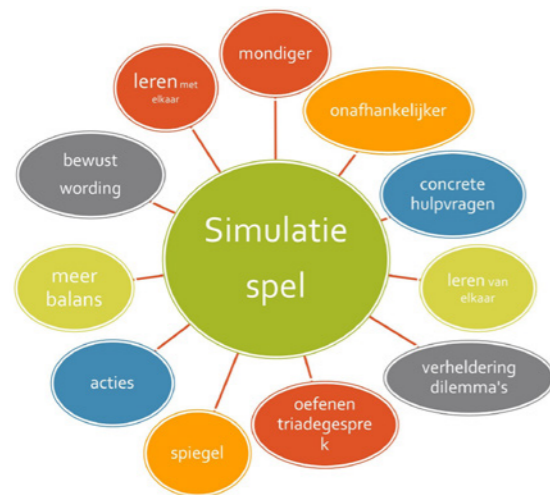 Simulatie
spel
mondiger
onafhankelijker
concrete
hulpvragen
leren van
elkaar
verheldering
dilemma's
oefenen
triadegespre
k
spiegel
acties
meer
balans
bewust
wording
leren met
elkaar